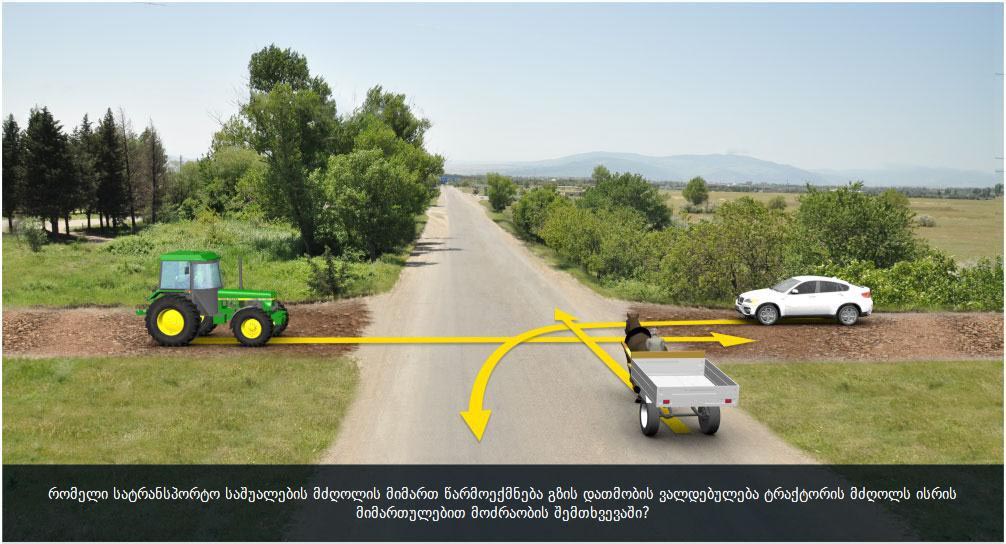 რომელი სატრანსპორტო საშუალების მძღოლის მიმართ წარმოექმნება გზის დათმობის ვალდებულება ტრაქტორის მძღოლს ისრის
მიმართულებით მოძრაობის შემთხვევაში?